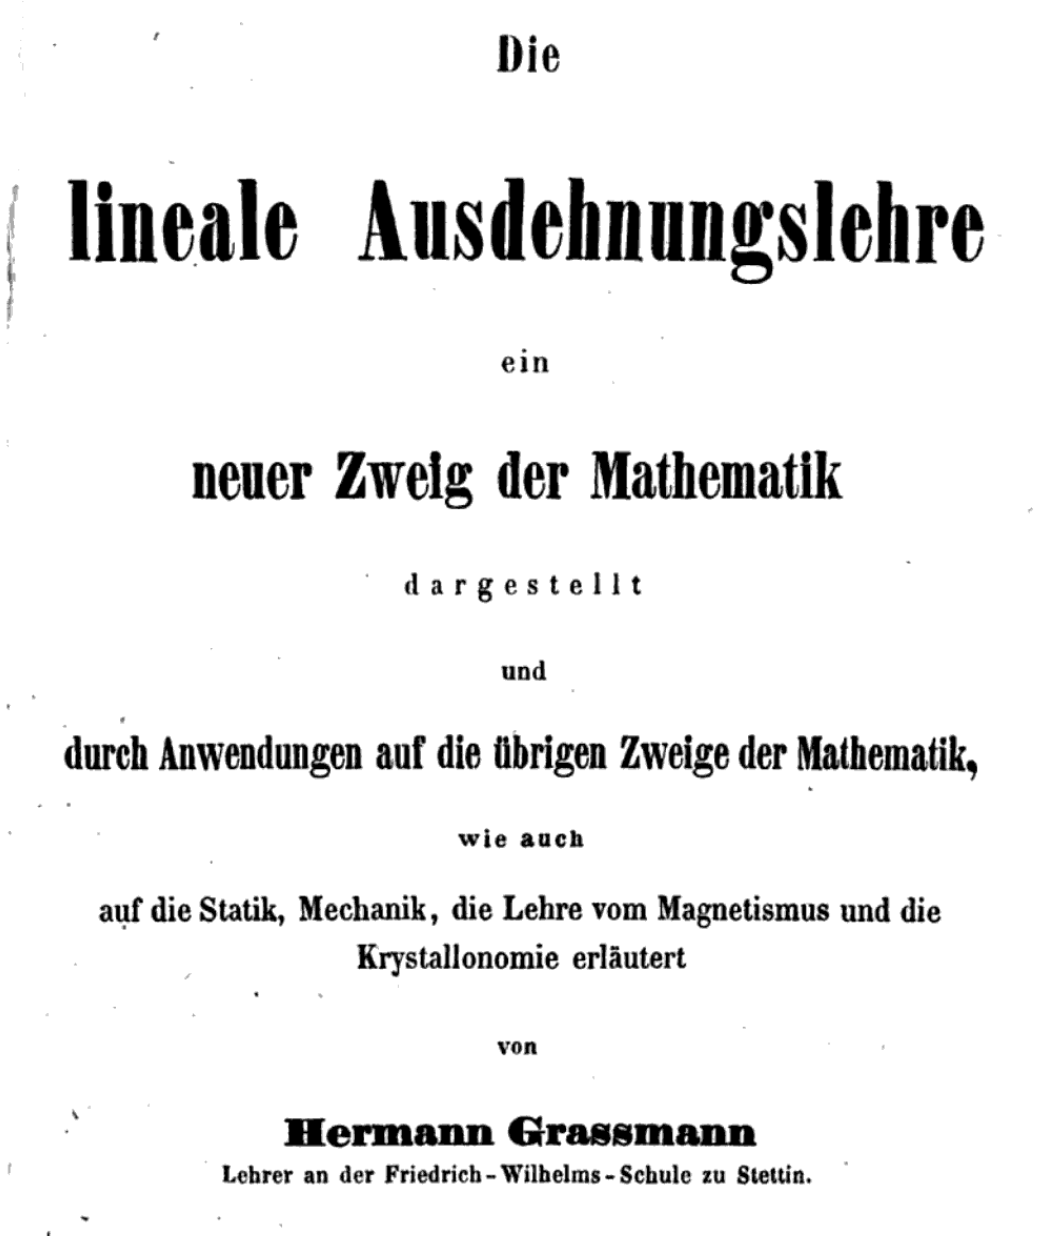 Die
lineale Ausdehnungslehre
ein
neuer Zweig der Mathematik
dargestellt
und
durch Anwendungen auf die übrigen Zweige der Mathematik,
wie auch
auf die Statik, Mechanik, die Lehre vom Magnetismus und die
Krystallonomie erläutert
von
Hermann Grassmann
Lehrer an der Friedrich-Wilhelms-Schule zu Stettin.